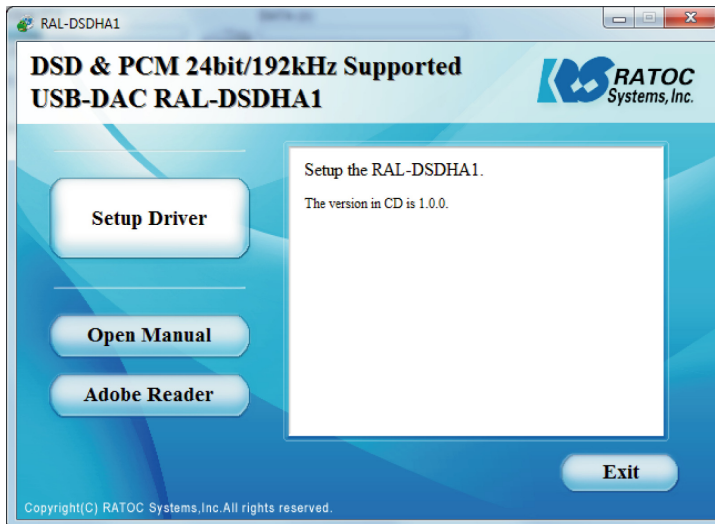 RAL-DSDHA1
DSD & PCM 24bit/192kHz Supported
USB-DAC RAL-DSDHA1
RATOC
Systems, Inc.
Setup the RAL-DSDHA1.
The version in CD is 1.0.0.
Setup Driver
Open Manual
Adobe Reader
Exit
Copyright(C) RATOC Systems,Inc.All rights reserved.